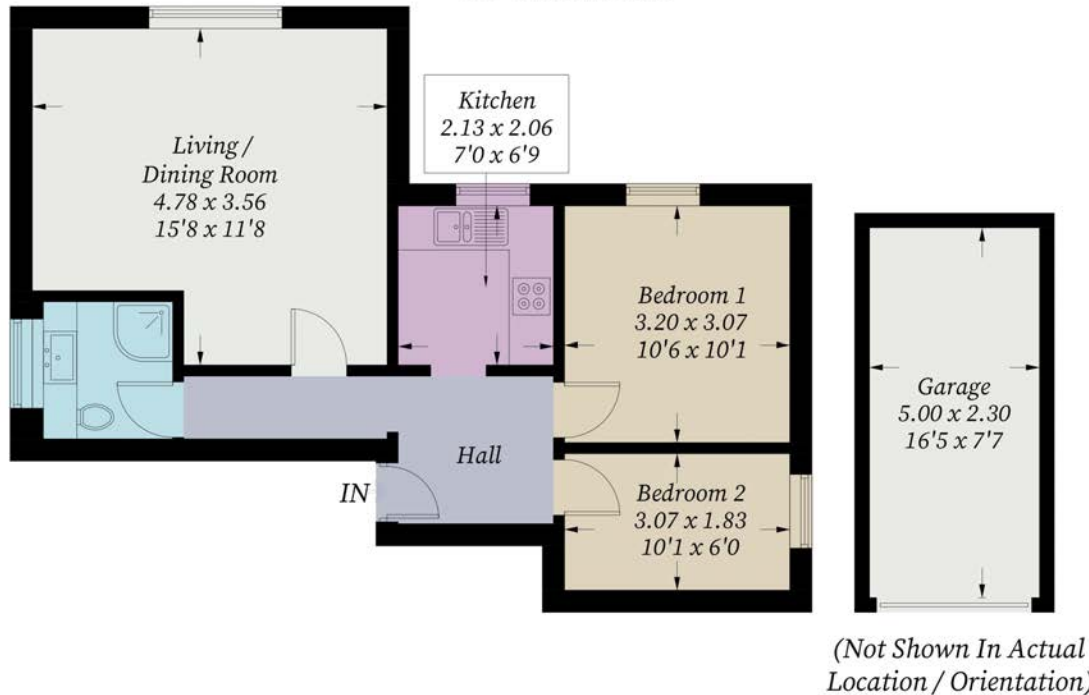 Living /
Dining Room
4.78 x 3.56
15'8 x 11'8
Kitchen
2.13 x 2.06
7'0 x 6'9
Bedroom 1
3.20 x 3.07
10'6 x 10'1
Garage
5.00 x 2.30
16'5 x 7'7
Hall
IN
Bedroom 2
3.07 x 1.83
10'1 x 6'0
(Not Shown In Actual
Location / Orientation)